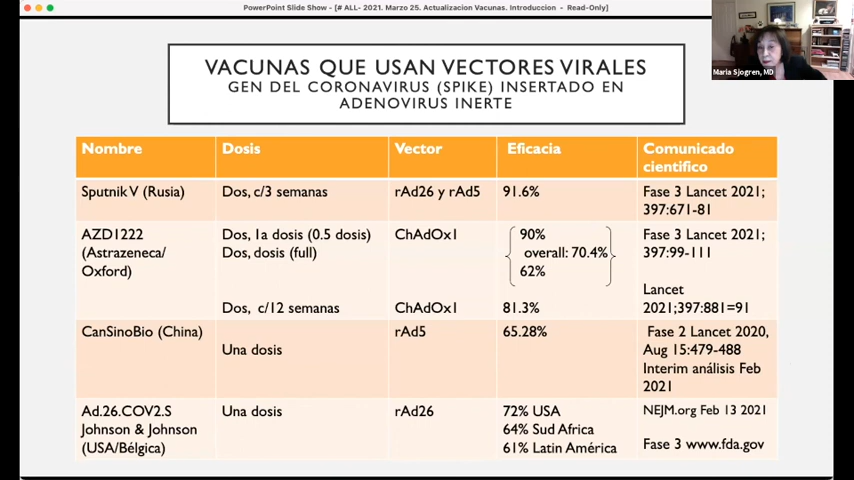 PowerPoint Slide Show - [# ALL- 2021. Marzo 25. Actualizacion Vacunas. Introduccion - Read-Only]
Maria Sjogren, MD
VACUNAS QUE USAN VECTORES VIRALES
GEN DEL CORONAVIRUS (SPIKE) INSERTADO EN
ADENOVIRUS INERTE
Nombre Dosis Vector Eficacia Comunicado
científico
Sputnik V (Rusia) Dos, c/3 semanas rAd26 y rAd5 91.6% Fase 3 Lancet 2021;
397:671-81
AZD1222 Dos, 1a dosis (0.5 dosis) ChAdOx1 90% Fase 3 Lancet 2021;
(Astrazeneca/ Dos, dosis (full) overall: 70.4% 397:99-111
Oxford) 62%
Lancet
Dos, c/12 semanas ChAdOx1 81.3% 2021;397:881=91
CanSinoBio (China) rAd5 65.28% Fase 2 Lancet 2020,
Una dosis Aug 15:479-488
Interim análisis Feb
2021
Ad.26.COV2.S Una dosis rAd26 72% USA NEJM.org Feb 13 2021
Johnson & Johnson 64% Sud Africa
(USA/Bélgica) 61% Latin América Fase 3 www.fda.gov